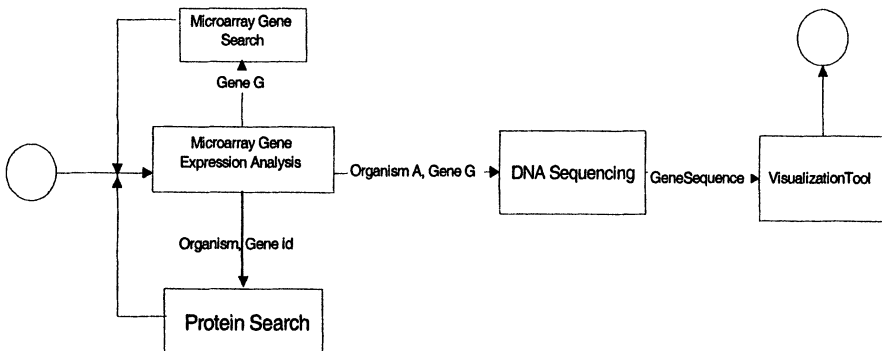 Microarray Gene
Search
Gene G
Microarray Gene
Expression Analysis
Organism A, Gene G
DNA Sequencing
GeneSequence
VisualizationTool
Organism, Gene id
Protein Search